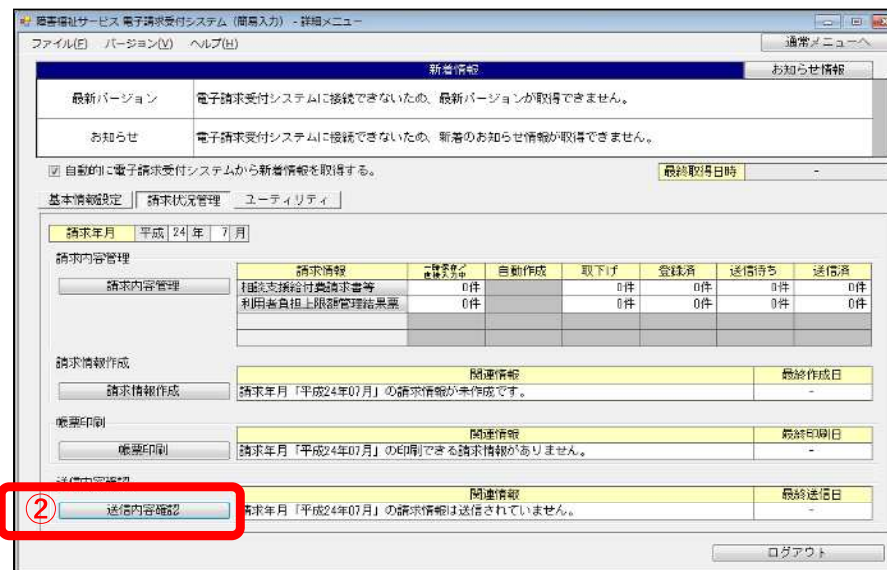 障害福祉サービス 電子請求受付システム (簡易入力) - 詳細メニュー
ファイル(F) バージョン(V) ヘルプ(H) 通常メニューへ
新着情報 お知らせ情報
最新バージョン 電子請求受付システムに接続できないため、最新バージョンが取得できません。
お知らせ 電子請求受付システムに接続できないため、新着のお知らせ情報が取得できません。
自動的に電子請求受付システムから新着情報を取得する。 最終取得日時 -
基本情報設定 請求状況管理 ユーティリティ
請求年月 平成 24 年 7 月
請求内容管理
請求情報 一時保存/直接入力中 自動作成 取下げ 登録済 送信待ち 送信済
請求内容管理 相談支援給付費請求書等 0件 0件 0件 0件 0件
利用者負担上限額管理結果票 0件 0件 0件 0件 0件
請求情報作成
関連情報 最終作成日
請求情報作成 請求年月「平成24年07月」の請求情報が未作成です。 -
帳票印刷
関連情報 最終印刷日
帳票印刷 請求年月「平成24年07月」の印刷できる請求情報がありません。 -
送信内容確認
関連情報 最終送信日
② 送信内容確認 請求年月「平成24年07月」の請求情報は送信されていません。 -
ログアウト